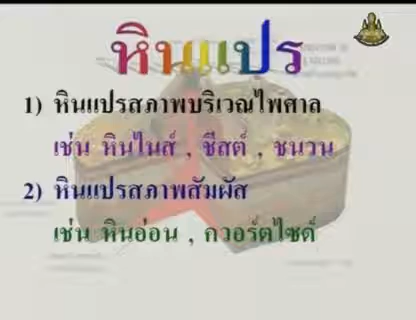 หินแปร
1) หินแปรสภาพบริเวณไพศาล
เช่น หินไนส์ , ชีสต์ , ชนวน
2) หินแปรสภาพสัมผัส
เช่น หินอ่อน , ควอร์ตไซต์